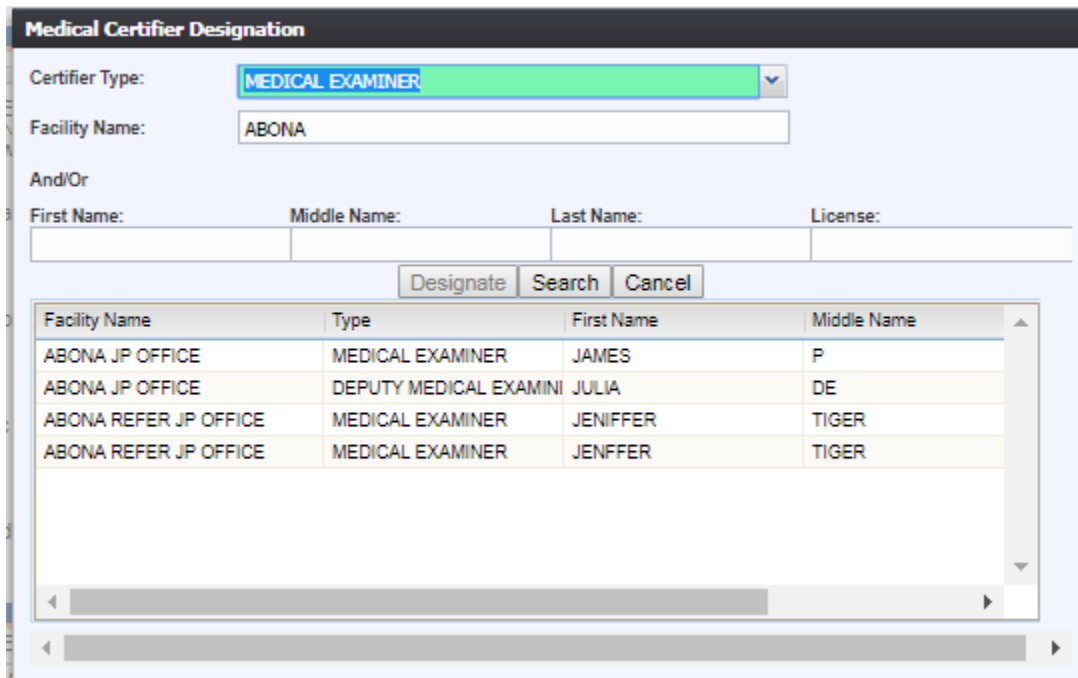 Medical Certifier Designation
Certifier Type: MEDICAL EXAMINER
Facility Name: ABONA
And/Or
First Name: Middle Name: Last Name: License:
Designate Search Cancel
Facility Name Type First Name Middle Name
ABONA JP OFFICE MEDICAL EXAMINER JAMES P
ABONA JP OFFICE DEPUTY MEDICAL EXAMINI JULIA DE
ABONA REFER JP OFFICE MEDICAL EXAMINER JENIFFER TIGER
ABONA REFER JP OFFICE MEDICAL EXAMINER JENFFER TIGER